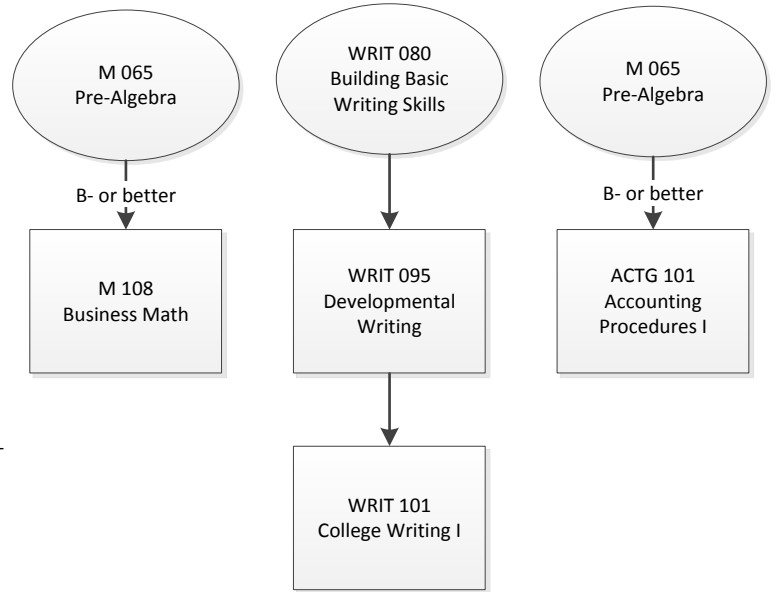 M 065
Pre-Algebra
WRIT 080
Building Basic
Writing Skills
M 065
Pre-Algebra
B- or better
B- or better
M 108
Business Math
WRIT 095
Developmental
Writing
ACTG 101
Accounting
Procedures I
WRIT 101
College Writing I